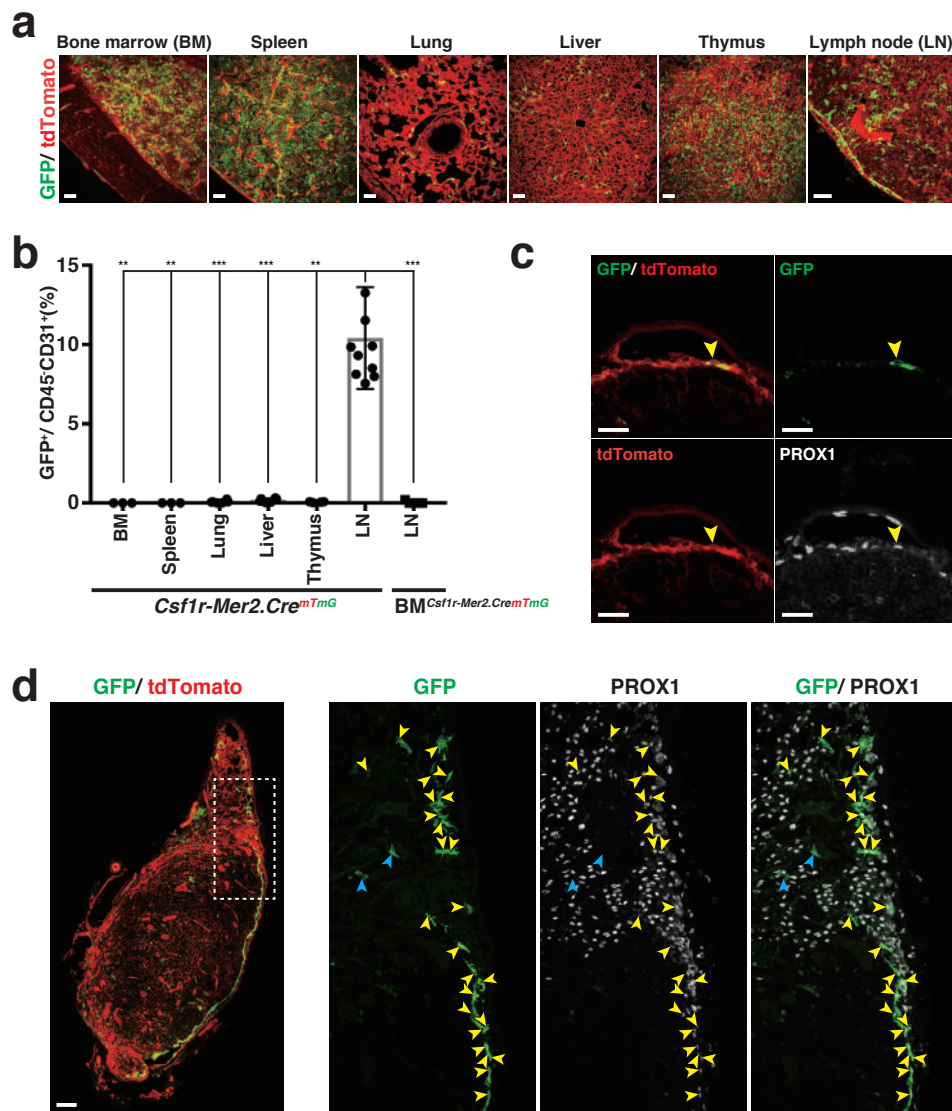 a
Bone marrow (BM) Spleen Lung Liver Thymus Lymph node (LN)
GFP/ tdTomato
b
GFP+/ CD45-CD31+(%)
15
10
5
0
** ** *** *** ** ***
BM Spleen Lung Liver Thymus LN LN
Csf1r-Mer2.CremTmG BMCsf1r-Mer2.CremTmG
c
GFP/ tdTomato GFP
tdTomato PROX1
d
GFP/ tdTomato GFP PROX1 GFP/ PROX1